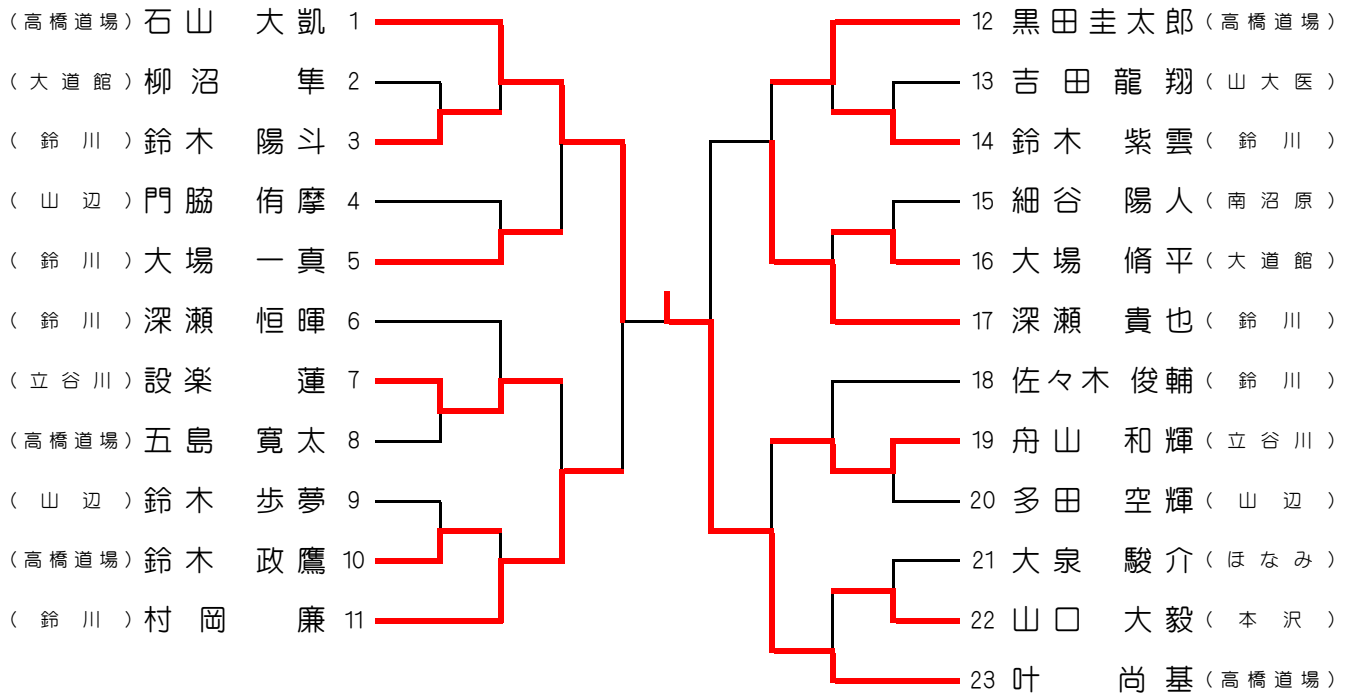 (高橋道場) 石山 大凱 1
(大道館) 柳沼 隼 2
(鈴川) 鈴木 陽斗 3
(山辺) 門脇 侑摩 4
(鈴川) 大場 一真 5
(鈴川) 深瀬 恒暉 6
(立谷川) 設楽 蓮 7
(高橋道場) 五島 寛太 8
(山辺) 鈴木 歩夢 9
(高橋道場) 鈴木 政鷹 10
(鈴川) 村岡 廉 11
12 黒田圭太郎 (高橋道場)
13 吉田龍翔 (山大医)
14 鈴木 紫雲 (鈴川)
15 細谷 陽人 (南沼原)
16 大場 脩平 (大道館)
17 深瀬 貴也 (鈴川)
18 佐々木 俊輔 (鈴川)
19 舟山 和輝 (立谷川)
20 多田 空輝 (山辺)
21 大泉 駿介 (ほなみ)
22 山口 大毅 (本沢)
23 叶 尚基 (高橋道場)